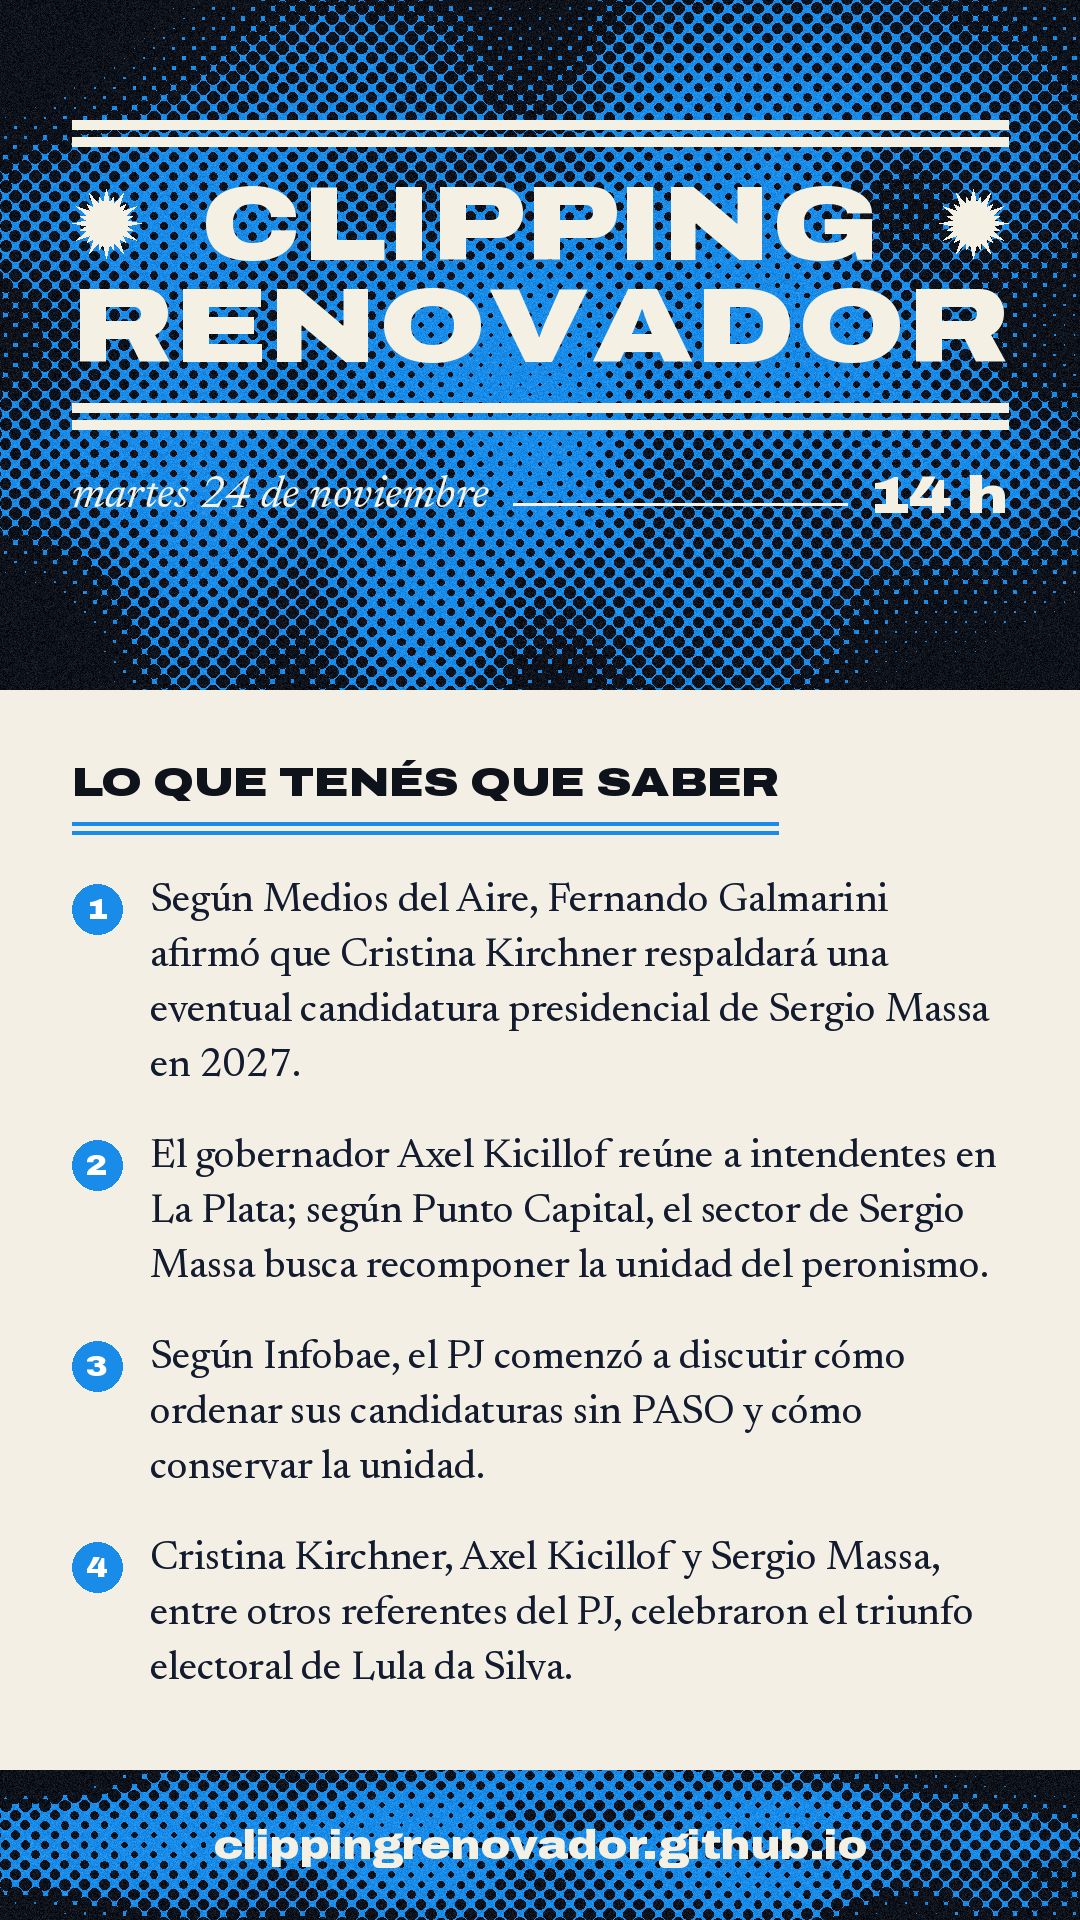 CLIPPING
RENOVADOR
martes 24 de noviembre 14 h
LO QUE TENÉS QUE SABER
1 Según Medios del Aire, Fernando Galmarini
afirmó que Cristina Kirchner respaldará una
eventual candidatura presidencial de Sergio Massa
en 2027.
2 El gobernador Axel Kicillof reúne a intendentes en
La Plata; según Punto Capital, el sector de Sergio
Massa busca recomponer la unidad del peronismo.
3 Según Infobae, el PJ comenzó a discutir cómo
ordenar sus candidaturas sin PASO y cómo
conservar la unidad.
4 Cristina Kirchner, Axel Kicillof y Sergio Massa,
entre otros referentes del PJ, celebraron el triunfo
electoral de Lula da Silva.
clippingrenovador.github.io